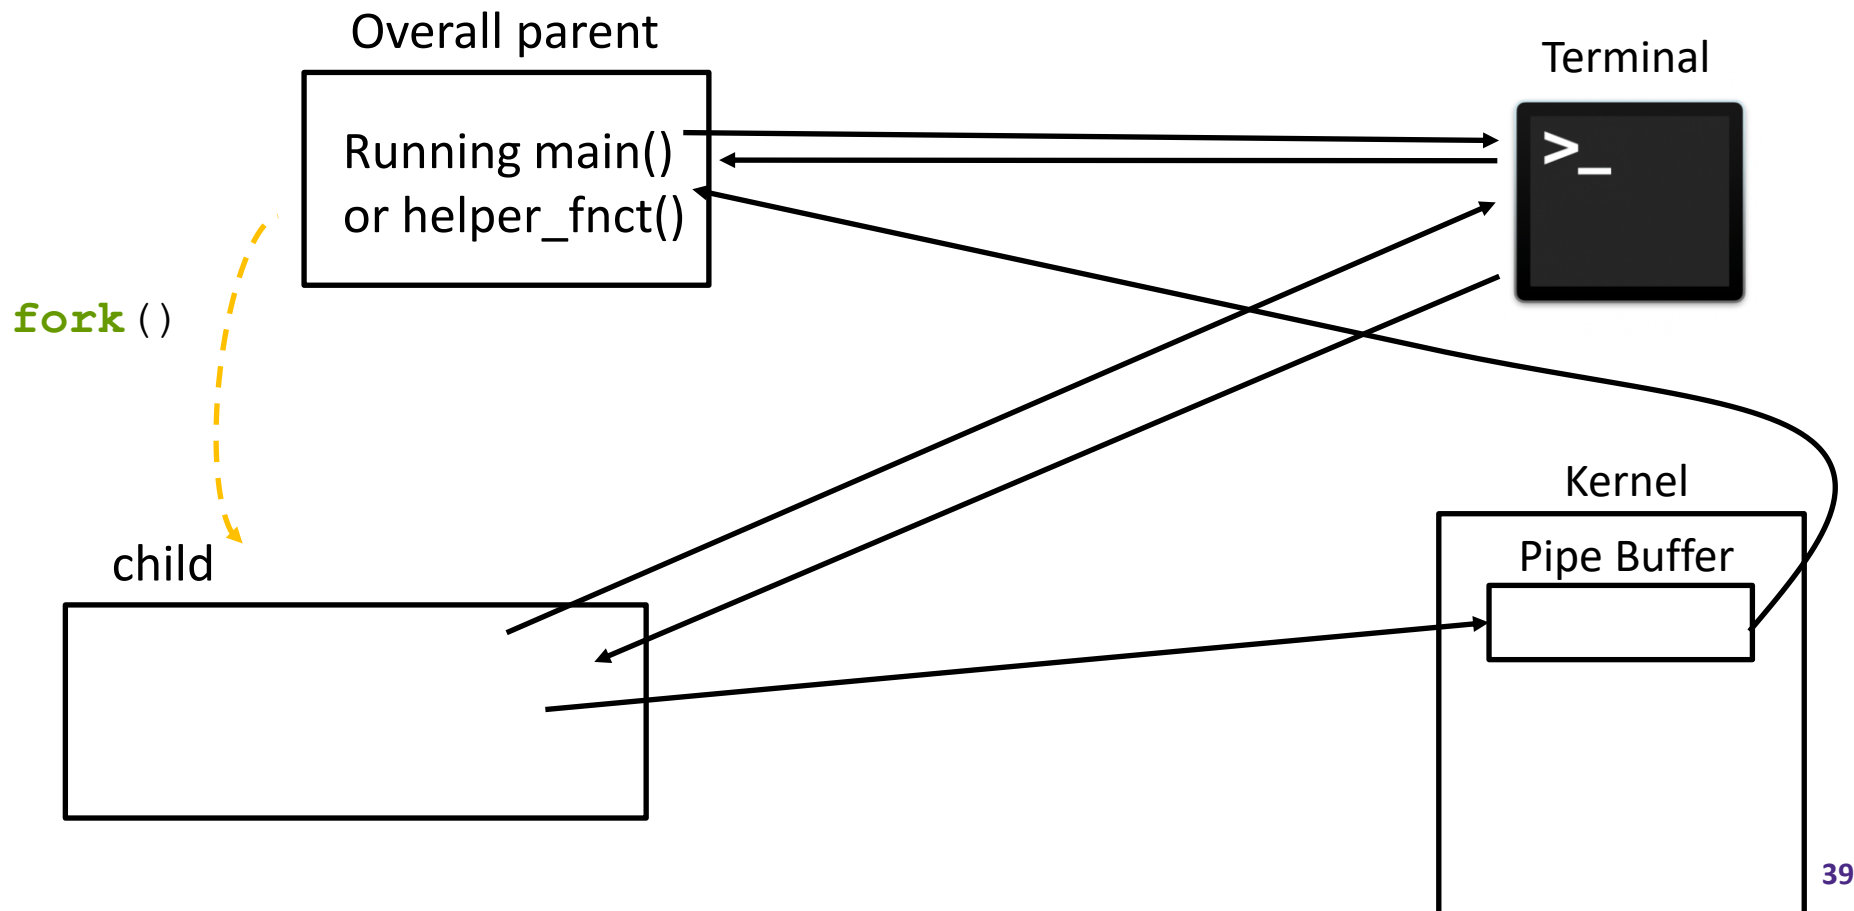 Overall parent
Terminal
Running main()
or helper_fnct()
>_
fork()
Kernel
child
Pipe Buffer
39